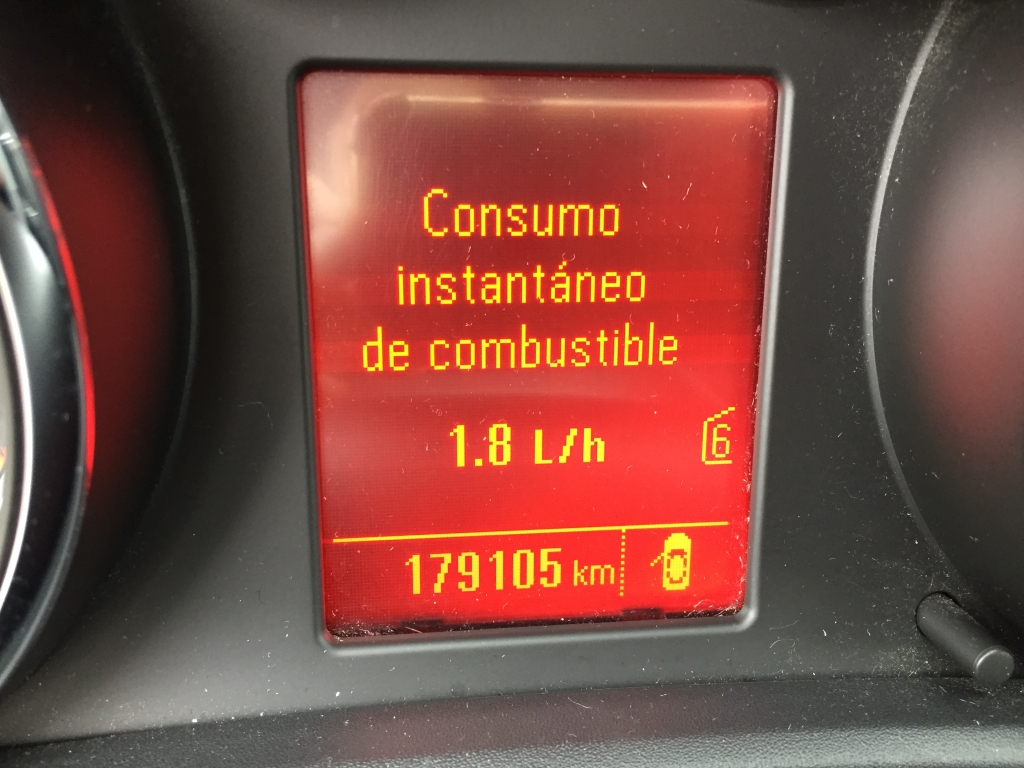 Consumo
instantáneo
de combustible
1.8 L/h 6
179105 km